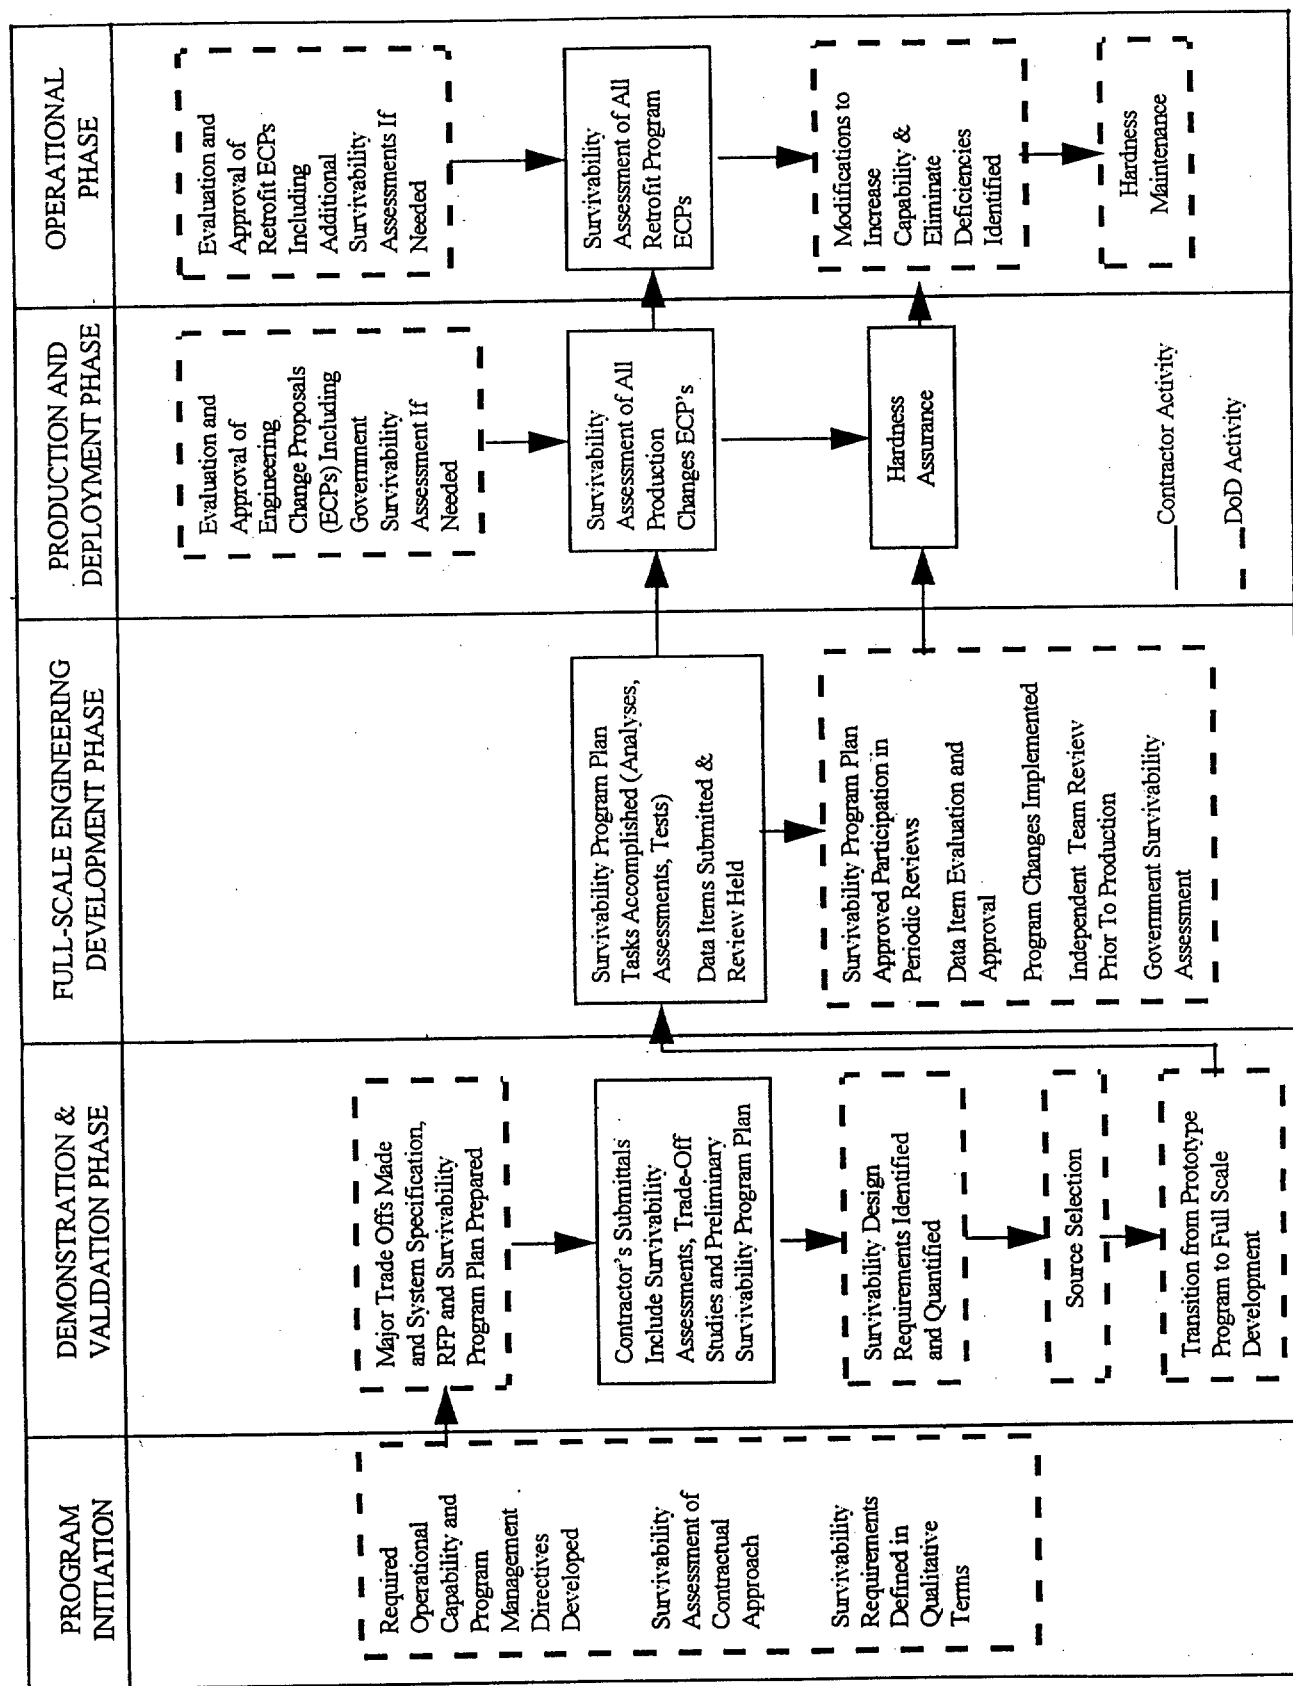 PROGRAM
INITIATION
DEMONSTRATION &
VALIDATION PHASE
FULL-SCALE ENGINEERING
DEVELOPMENT PHASE
PRODUCTION AND
DEPLOYMENT PHASE
OPERATIONAL
PHASE
Required
Operational
Capability and
Program
Management
Directives
Developed
Survivability
Assessment of
Contractual
Approach
Survivability
Requirements
Defined in
Qualitative
Terms
Major Trade Offs Made
and System Specification,
RFP and Survivability
Program Plan Prepared
Contractor's Submittals
Include Survivability
Assessments, Trade-Off
Studies and Preliminary
Survivability Program Plan
Survivability Design
Requirements Identified
and Quantified
Source Selection
Transition from Prototype
Program to Full Scale
Development
Survivability Program Plan
Tasks Accomplished (Analyses,
Assessments, Tests)
Data Items Submitted &
Review Held
Survivability Program Plan
Approved Participation in
Periodic Reviews
Data Item Evaluation and
Approval
Program Changes Implemented
Independent Team Review
Prior To Production
Government Survivability
Assessment
Evaluation and
Approval of
Engineering
Change Proposals
(ECPs) Including
Government
Survivability
Assessment If
Needed
Survivability
Assessment of All
Production
Changes ECP's
Hardness
Assurance
Contractor Activity
DoD Activity
Evaluation and
Approval of
Retrofit ECPs
Including
Additional
Survivability
Assessments If
Needed
Survivability
Assessment of All
Retrofit Program
ECPs
Modifications to
Increase
Capability &
Eliminate
Deficiencies
Identified
Hardness
Maintenance